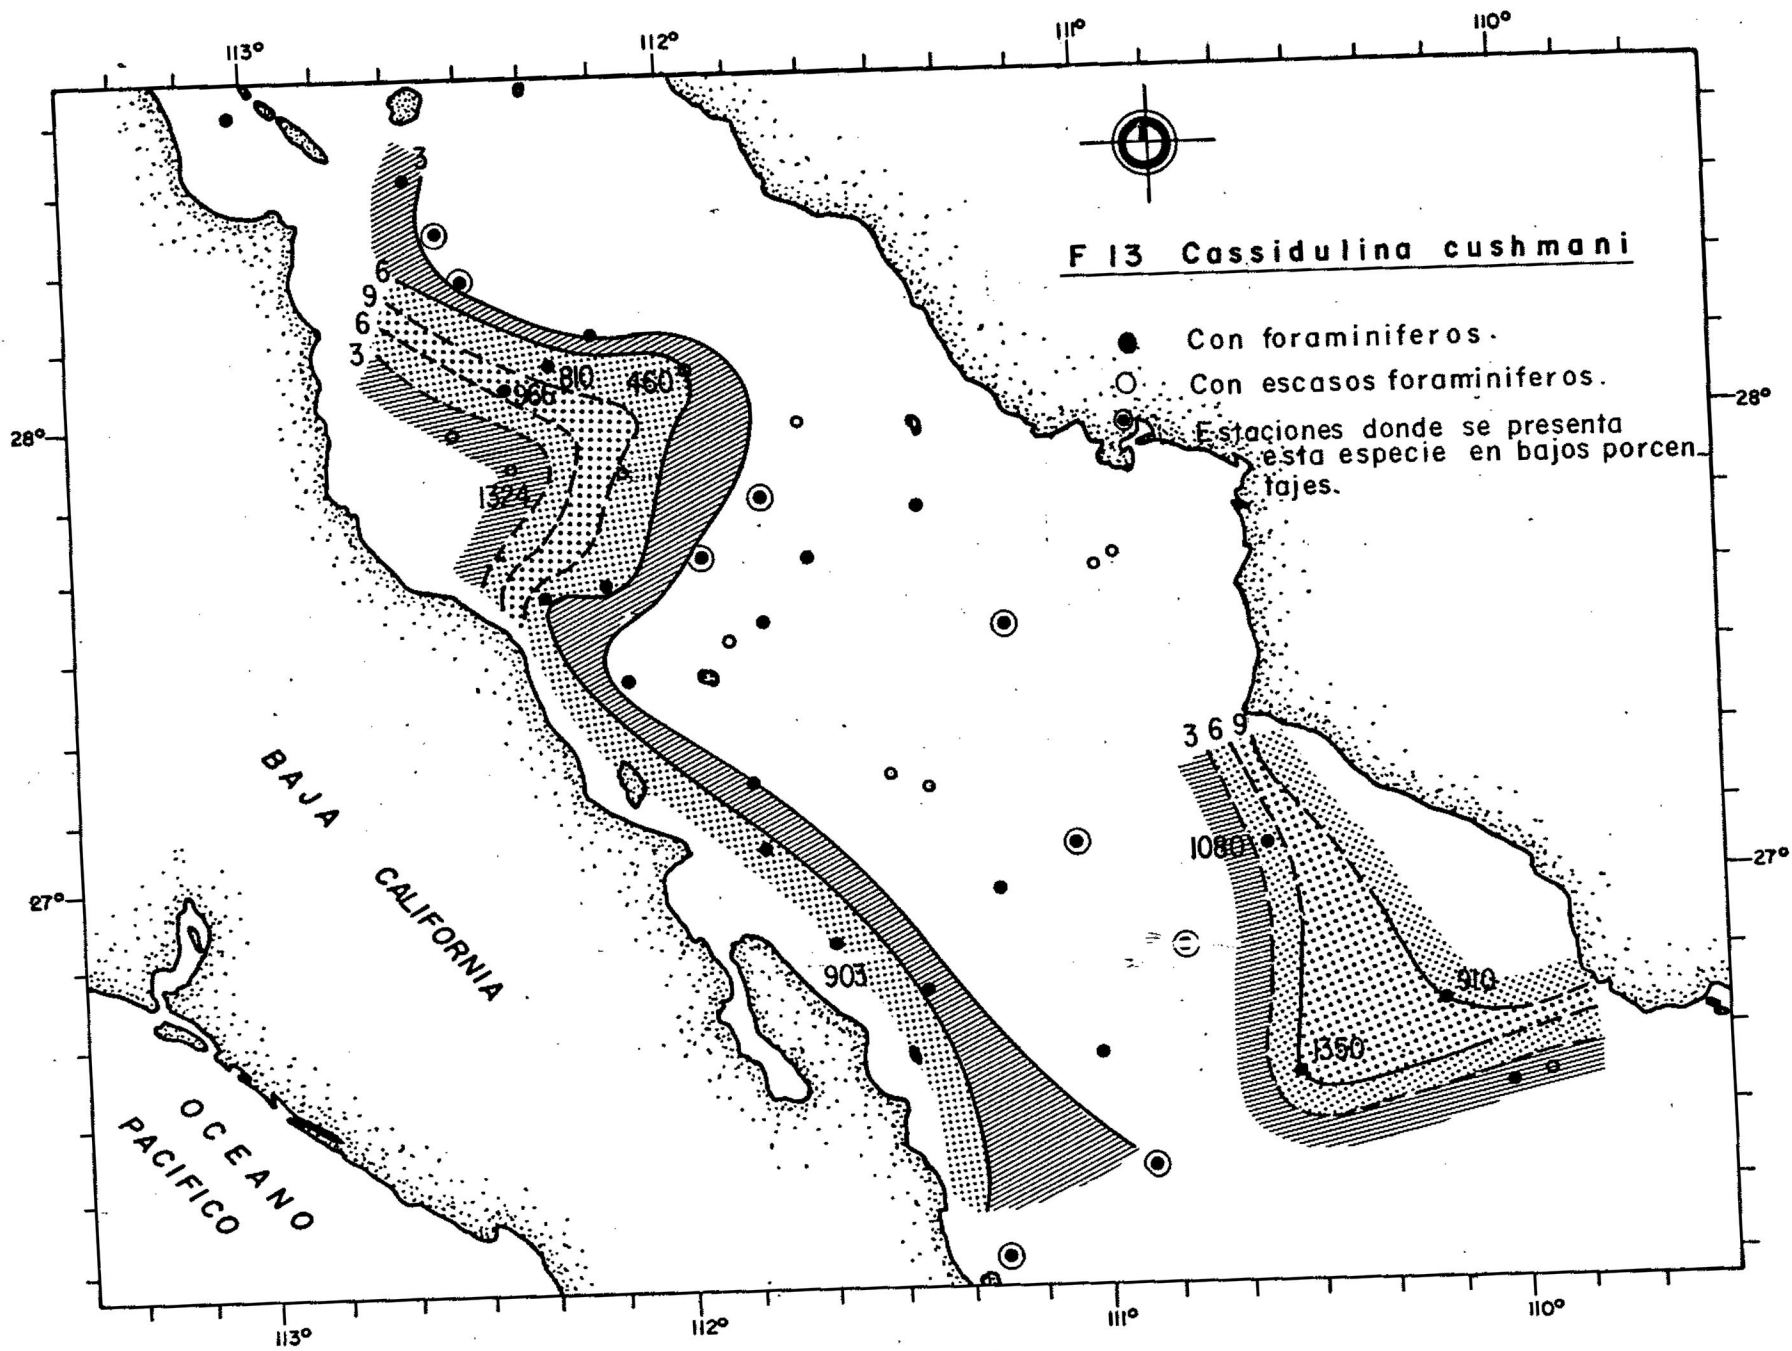 113°
112°
111°
110°
3
F 13 Cassidulina cushmani
6
9
6
3
Con foraminiferos.
810
460
966
Con escasos foraminiferos.
28°
28°
Estaciones donde se presenta
esta especie en bajos porcen
tajes.
1324
3 6 9
BAJA
CALIFORNIA
1080
27°
27°
903
910
1350
OCEANO
PACIFICO
113°
112°
111°
110°